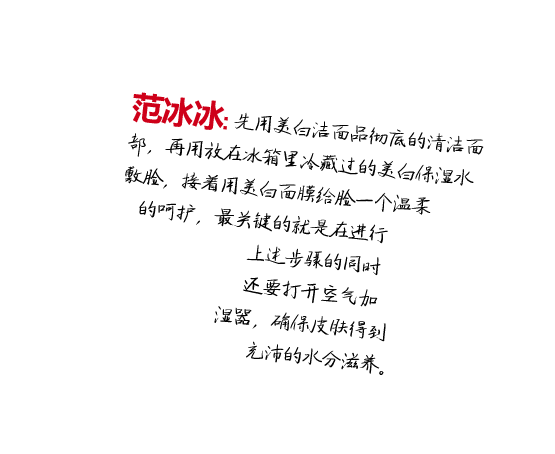 范冰冰:先用美白洁面品彻底的清洁面
部，再用放在冰箱里冷藏过的美白保湿水
敷脸，接着用美白面膜给脸一个温柔
的呵护，最关键的就是在进行
上述步骤的同时
还要打开空气加
湿器，确保皮肤得到
充沛的水分滋养。